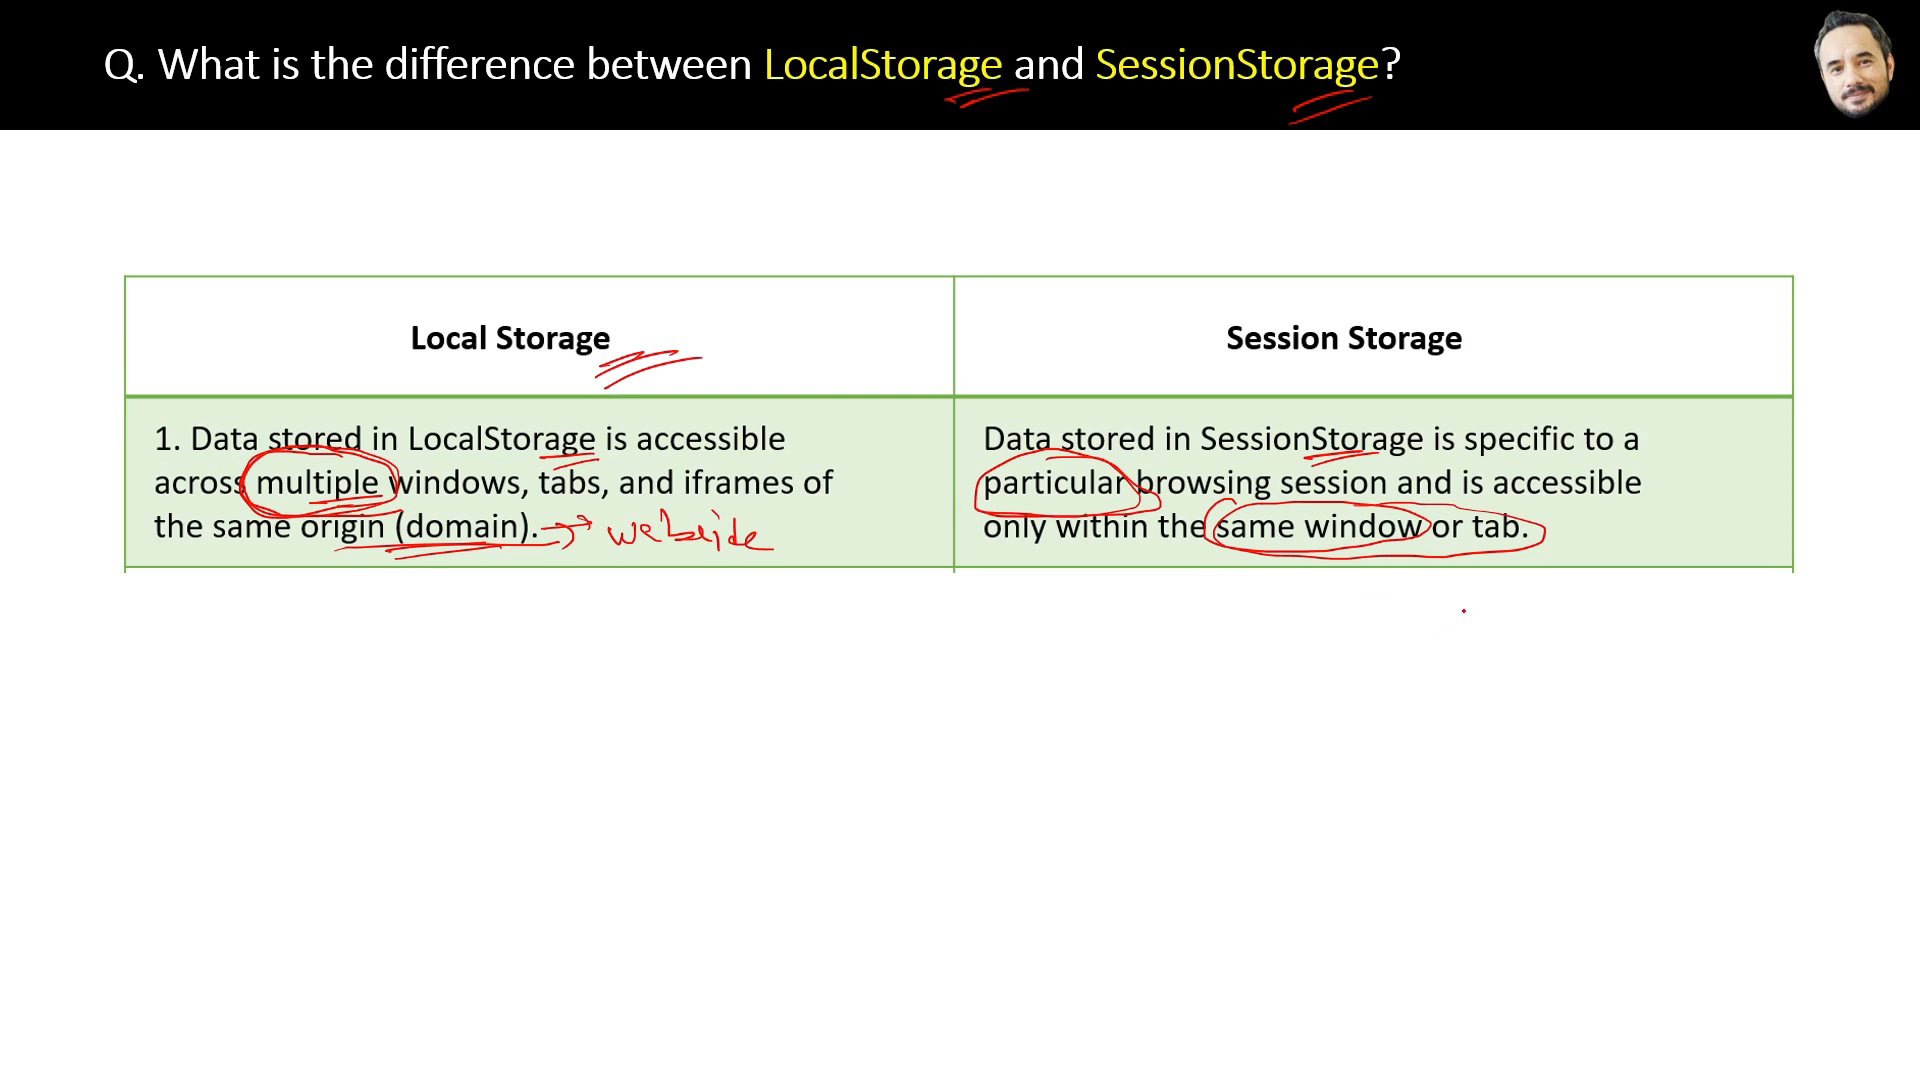 Q. What is the difference between LocalStorage and SessionStorage?
Local Storage
Session Storage
1. Data stored in LocalStorage is accessible
across multiple windows, tabs, and iframes of
the same origin (domain). → website
Data stored in SessionStorage is specific to a
particular browsing session and is accessible
only within the same window or tab.